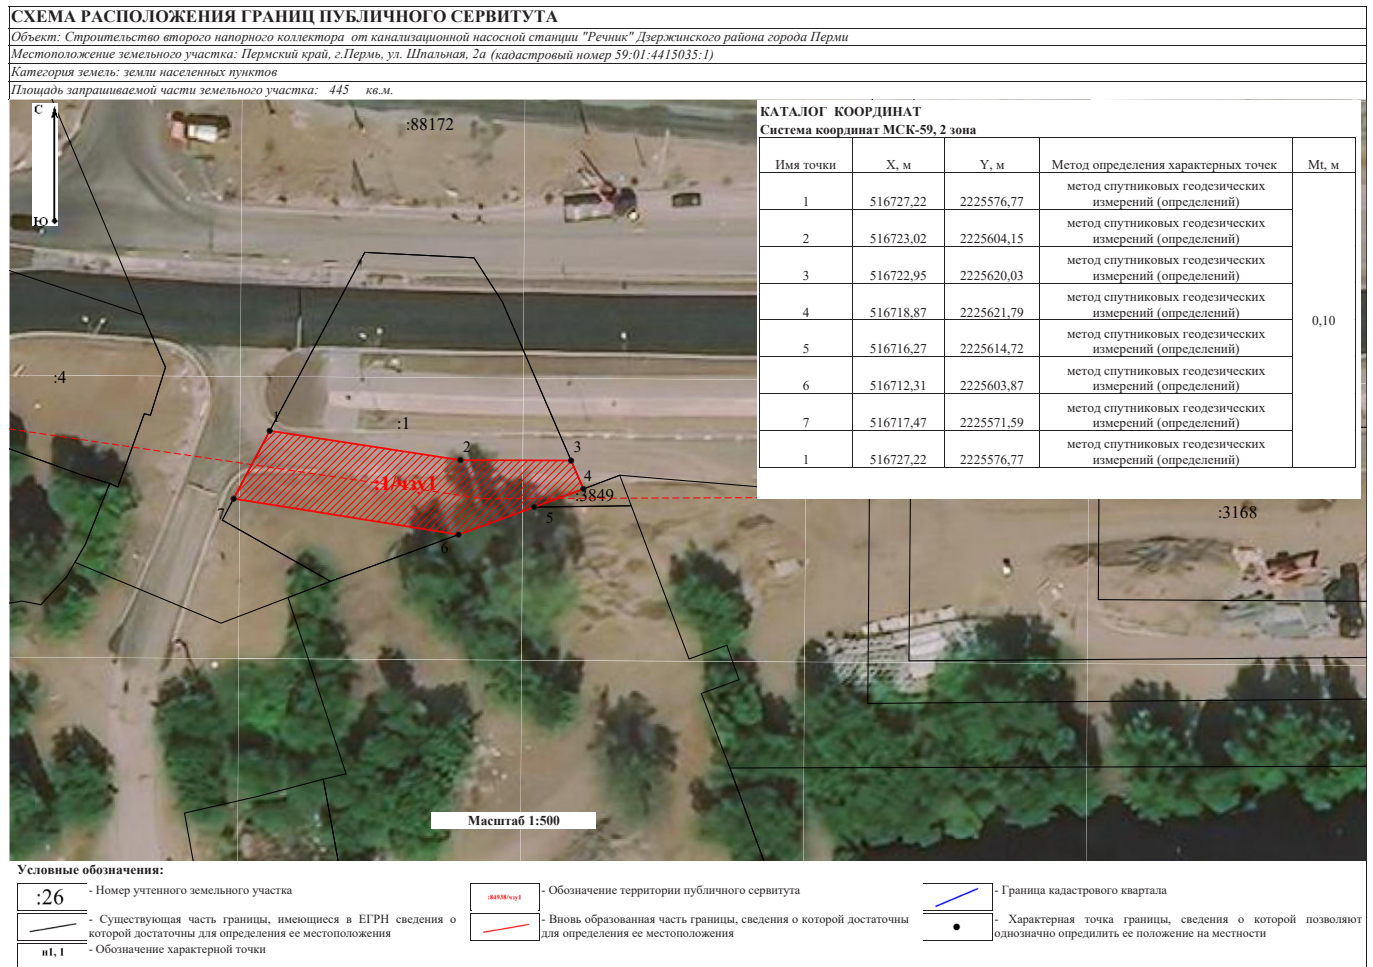 СХЕМА РАСПОЛОЖЕНИЯ ГРАНИЦ ПУБЛИЧНОГО СЕРВИТУТА
Объект: Строительство второго напорного коллектора от канализационной насосной станции "Речник" Дзержинского района города Перми
Местоположение земельного участка: Пермский край, г.Пермь, ул. Шпальная, 2а (кадастровый номер 59:01:4415035:1)
Категория земель: земли населенных пунктов
Площадь запрашиваемой части земельного участка: 445 кв.м.
С
Ю
:88172
:4
:1
1
2
3
4
:1/чзу1
:3849
7
5
6
:3168
КАТАЛОГ КООРДИНАТ
Система координат МСК-59, 2 зона
Имя точки X, м Y, м Метод определения характерных точек Mt, м
1 516727,22 2225576,77 метод спутниковых геодезических
измерений (определений)
2 516723,02 2225604,15 метод спутниковых геодезических
измерений (определений)
3 516722,95 2225620,03 метод спутниковых геодезических
измерений (определений)
4 516718,87 2225621,79 метод спутниковых геодезических
измерений (определений)
0,10
5 516716,27 2225614,72 метод спутниковых геодезических
измерений (определений)
6 516712,31 2225603,87 метод спутниковых геодезических
измерений (определений)
7 516717,47 2225571,59 метод спутниковых геодезических
измерений (определений)
1 516727,22 2225576,77 метод спутниковых геодезических
измерений (определений)
Масштаб 1:500
Условные обозначения:
:26 - Номер учтенного земельного участка
- Существующая часть границы, имеющиеся в ЕГРН сведения о
которой достаточны для определения ее местоположения
н1, 1 - Обозначение характерной точки
:84938/чзу1 - Обозначение территории публичного сервитута
- Вновь образованная часть границы, сведения о которой достаточны
для определения ее местоположения
- Граница кадастрового квартала
- Характерная точка границы, сведения о которой позволяют
однозначно опредилить ее положение на местности